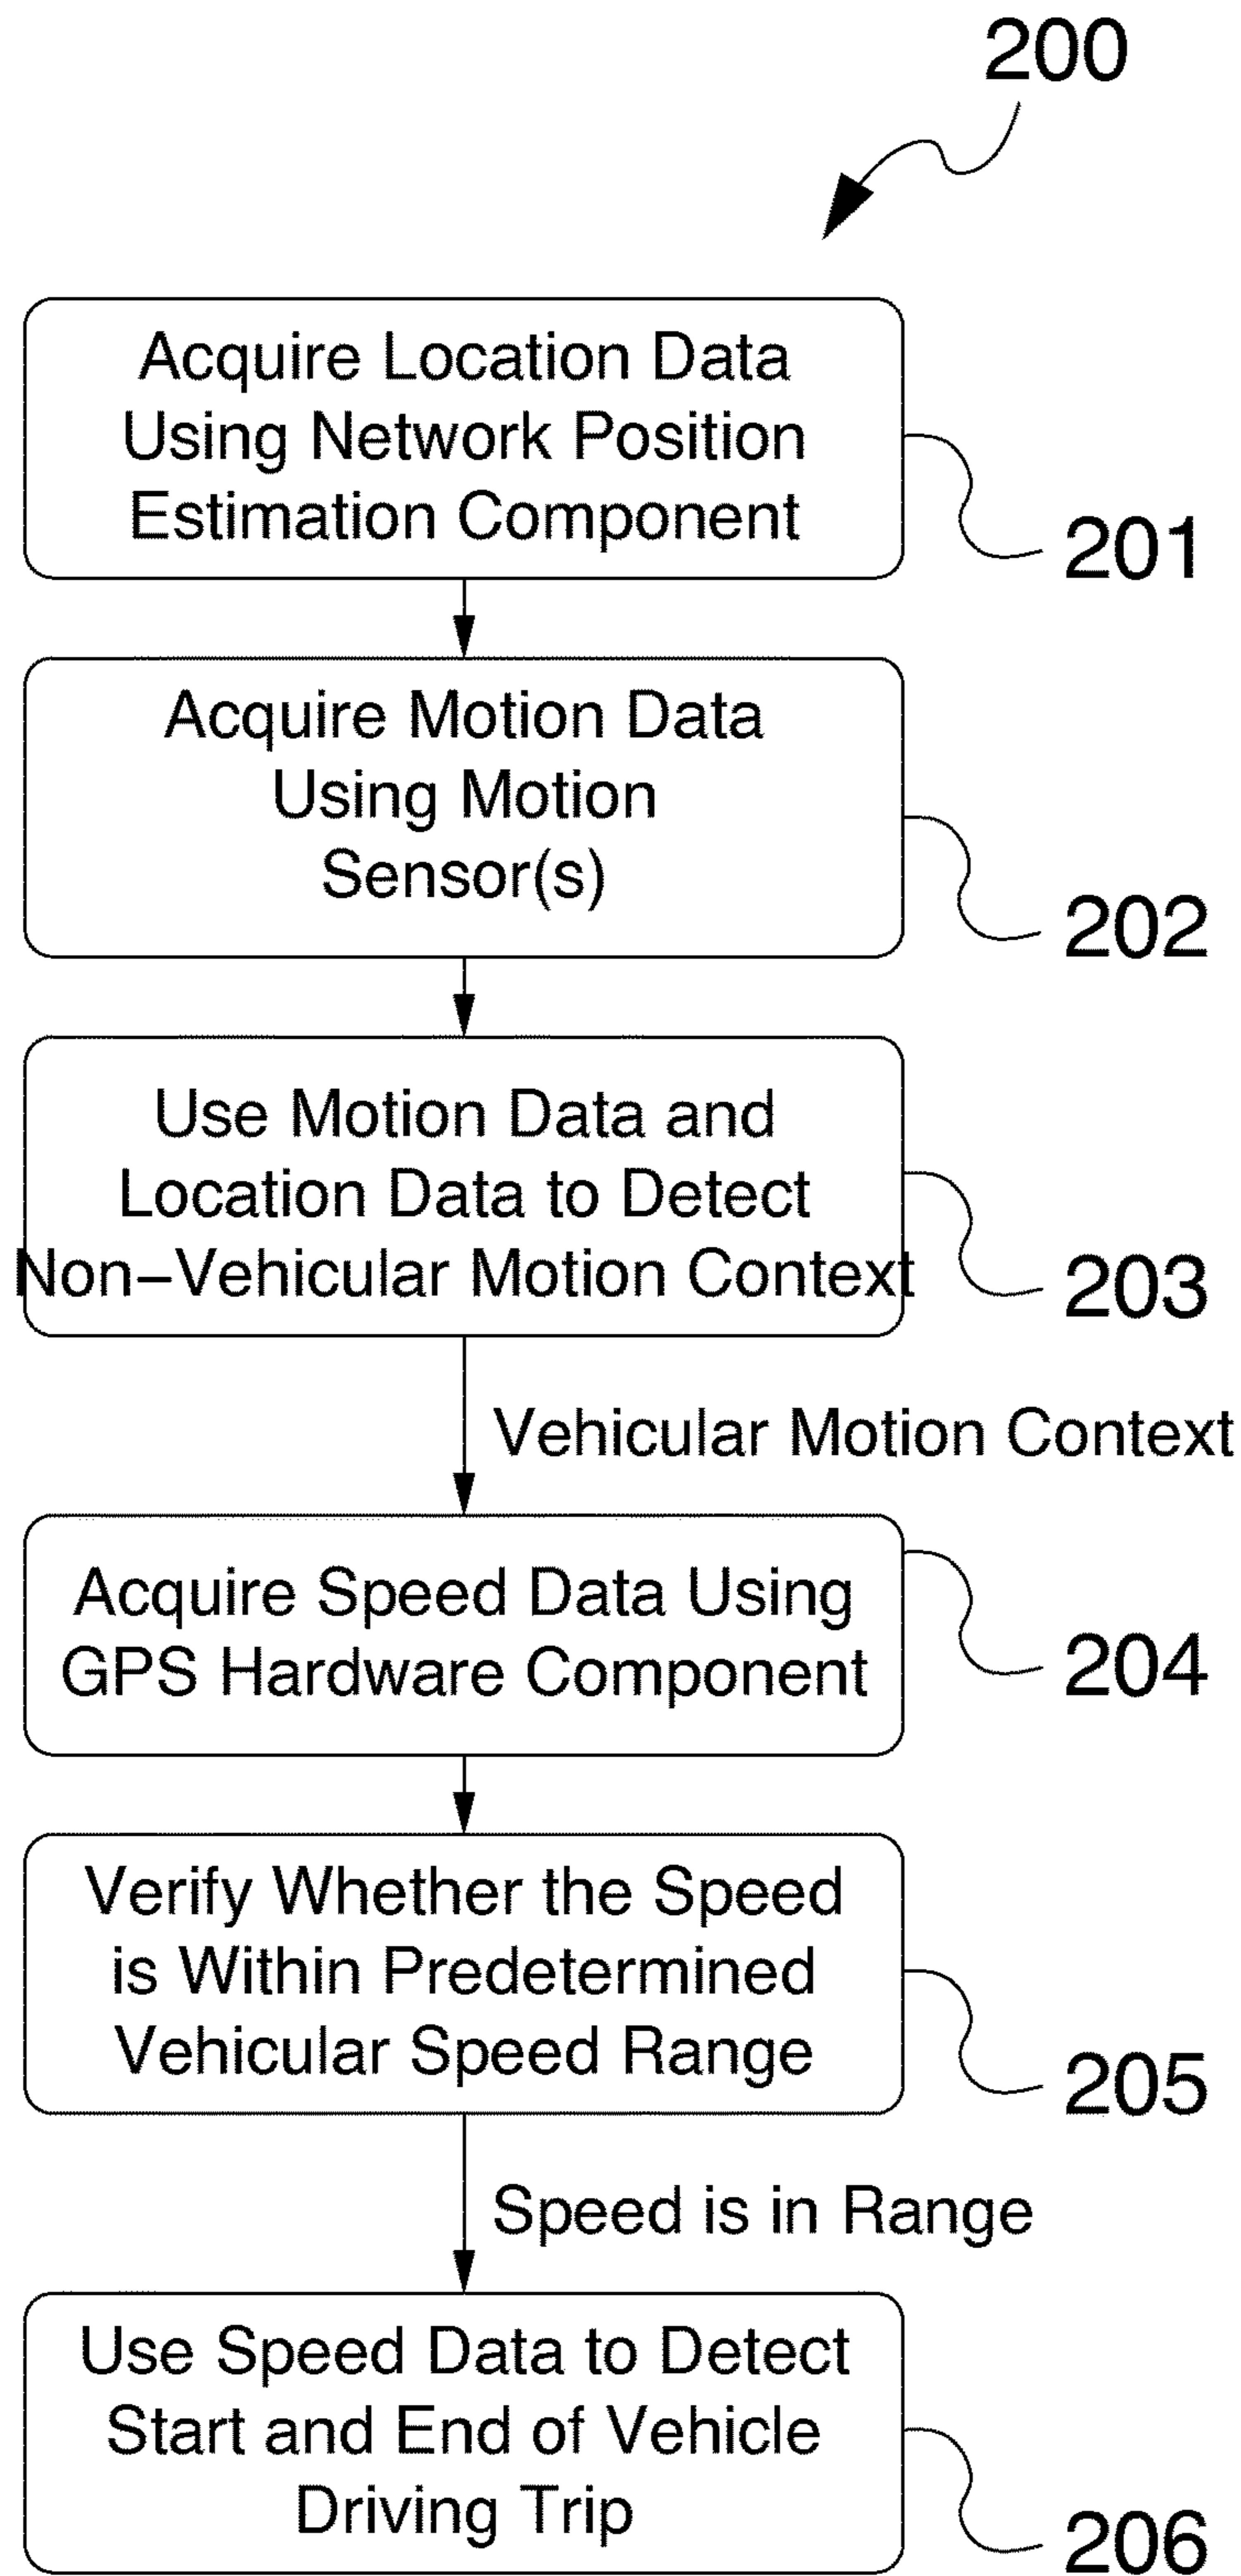 200
Acquire Location Data
Using Network Position
Estimation Component
201
Acquire Motion Data
Using Motion
Sensor(s)
202
Use Motion Data and
Location Data to Detect
Non–Vehicular Motion Context
203
Vehicular Motion Context
Acquire Speed Data Using
GPS Hardware Component
204
Verify Whether the Speed
is Within Predetermined
Vehicular Speed Range
205
Speed is in Range
Use Speed Data to Detect
Start and End of Vehicle
Driving Trip
206